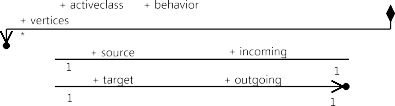 + activeclass + behavior
+ vertices
*
+ source + incoming
1 1
+ target + outgoing
1 1